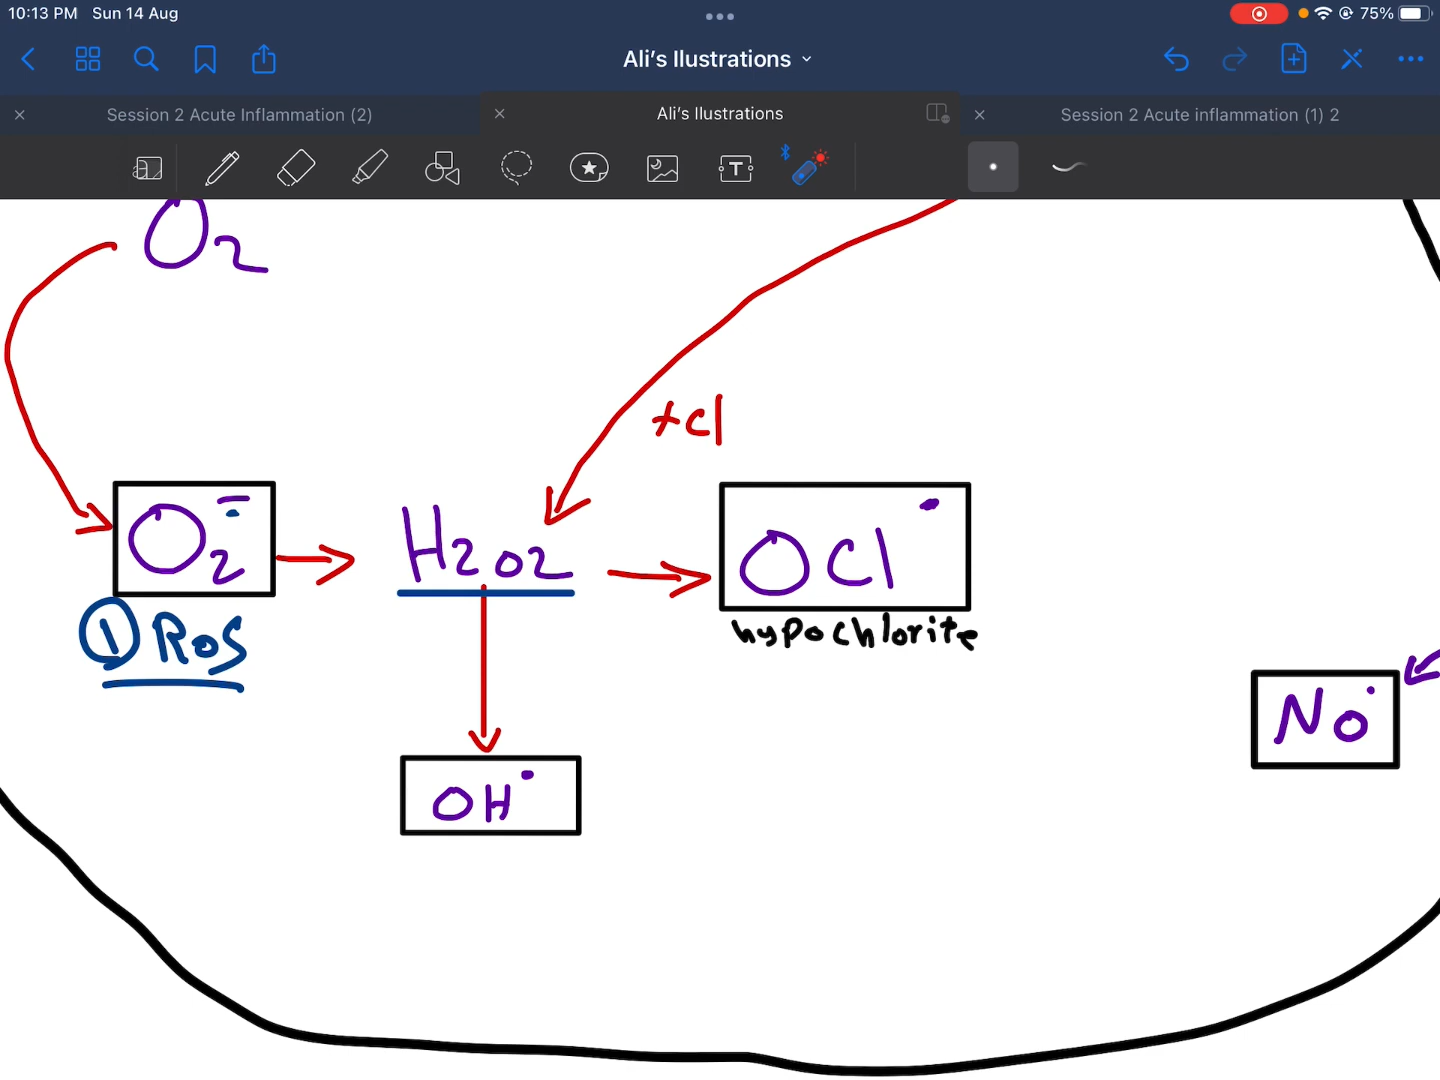 10:13 PM Sun 14 Aug
75%
Ali's Ilustrations
Session 2 Acute Inflammation (2)
Ali's Ilustrations
Session 2 Acute inflammation (1) 2
O2
+Cl
O2̄•
H2O2
OCl•
① ROS
hypochlorite
NO•
OH•